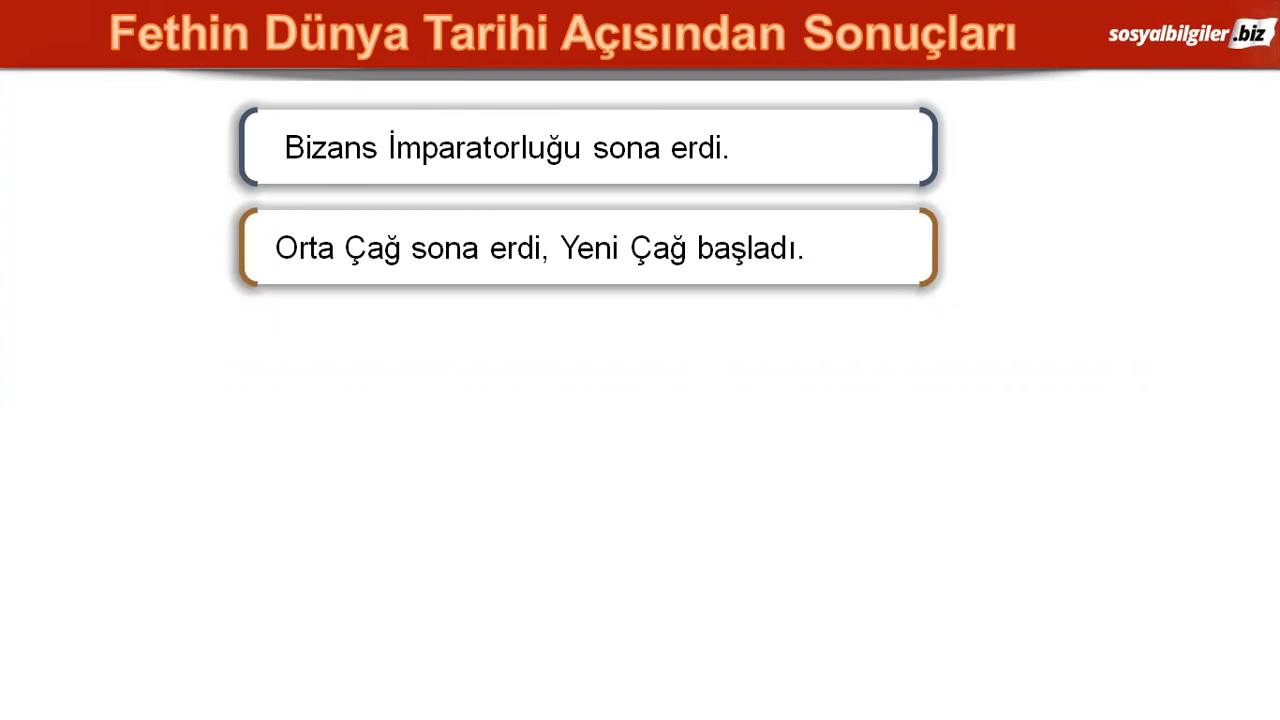 Fethin Dünya Tarihi Açısından Sonuçları
sosyalbilgiler.biz
Bizans İmparatorluğu sona erdi.
Orta Çağ sona erdi, Yeni Çağ başladı.